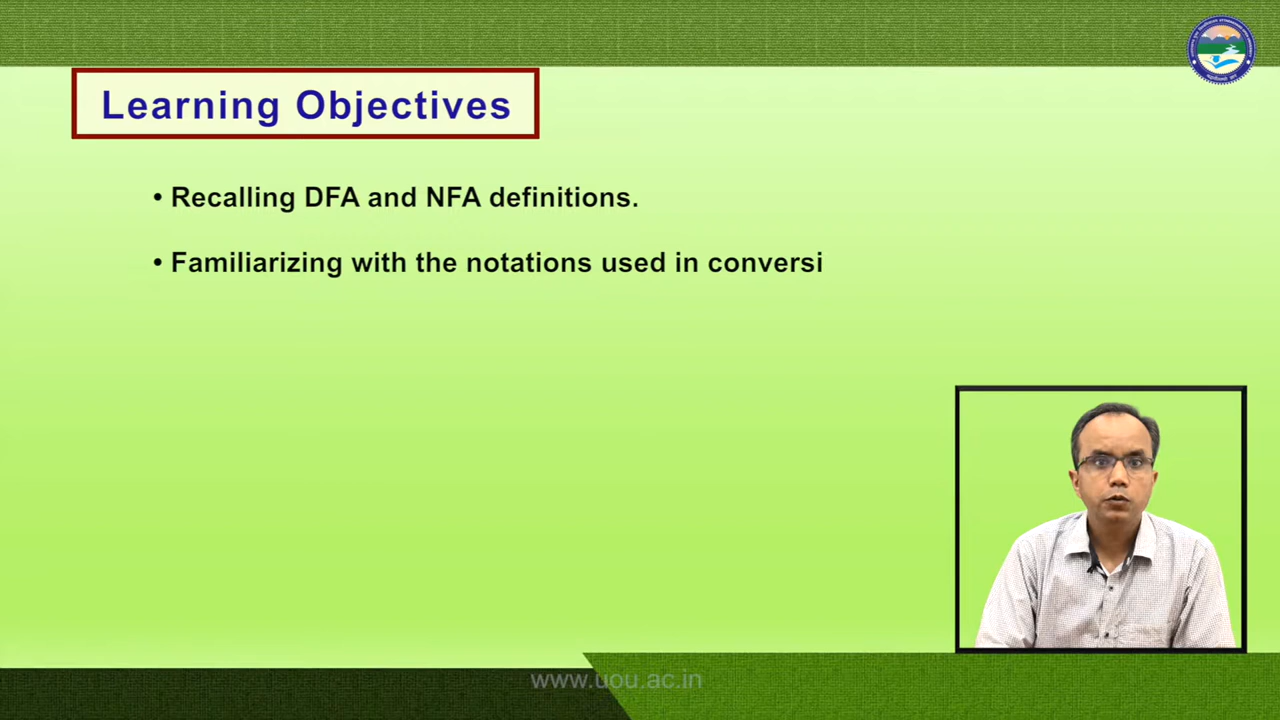 Learning Objectives
• Recalling DFA and NFA definitions.
• Familiarizing with the notations used in conversi
www.uou.ac.in